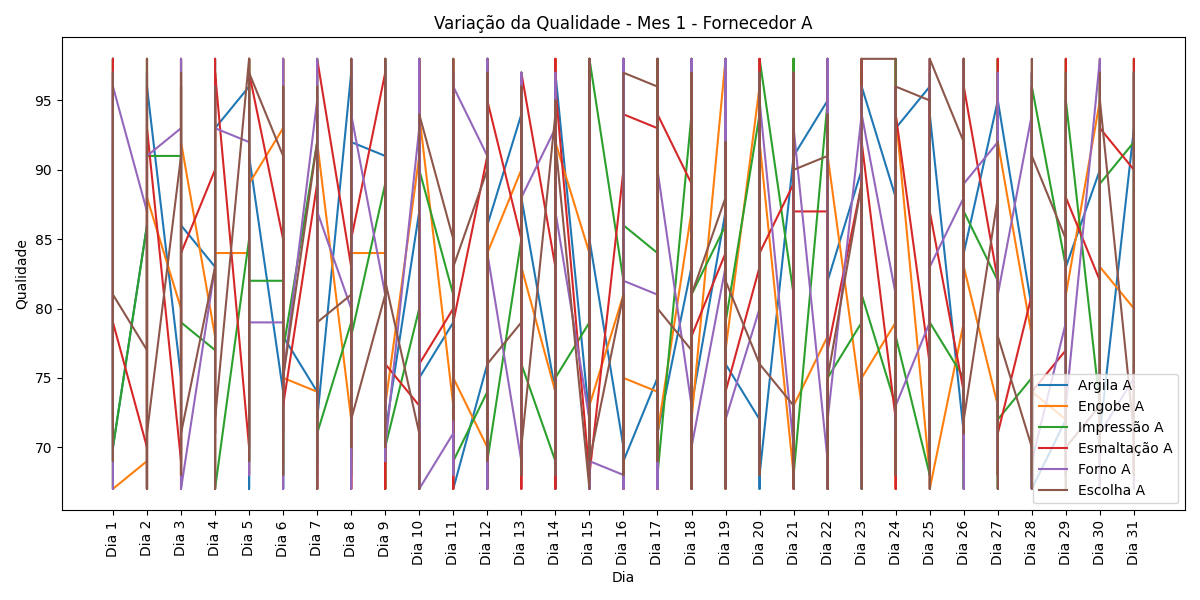 Variação da Qualidade - Mes 1 - Fornecedor A
Qualidade
95
90
85
80
75
70
Argila A
Engobe A
Impressão A
Esmaltação A
Forno A
Escolha A
Dia 1
Dia 2
Dia 3
Dia 4
Dia 5
Dia 6
Dia 7
Dia 8
Dia 9
Dia 10
Dia 11
Dia 12
Dia 13
Dia 14
Dia 15
Dia 16
Dia 17
Dia 18
Dia 19
Dia 20
Dia 21
Dia 22
Dia 23
Dia 24
Dia 25
Dia 26
Dia 27
Dia 28
Dia 29
Dia 30
Dia 31
Dia